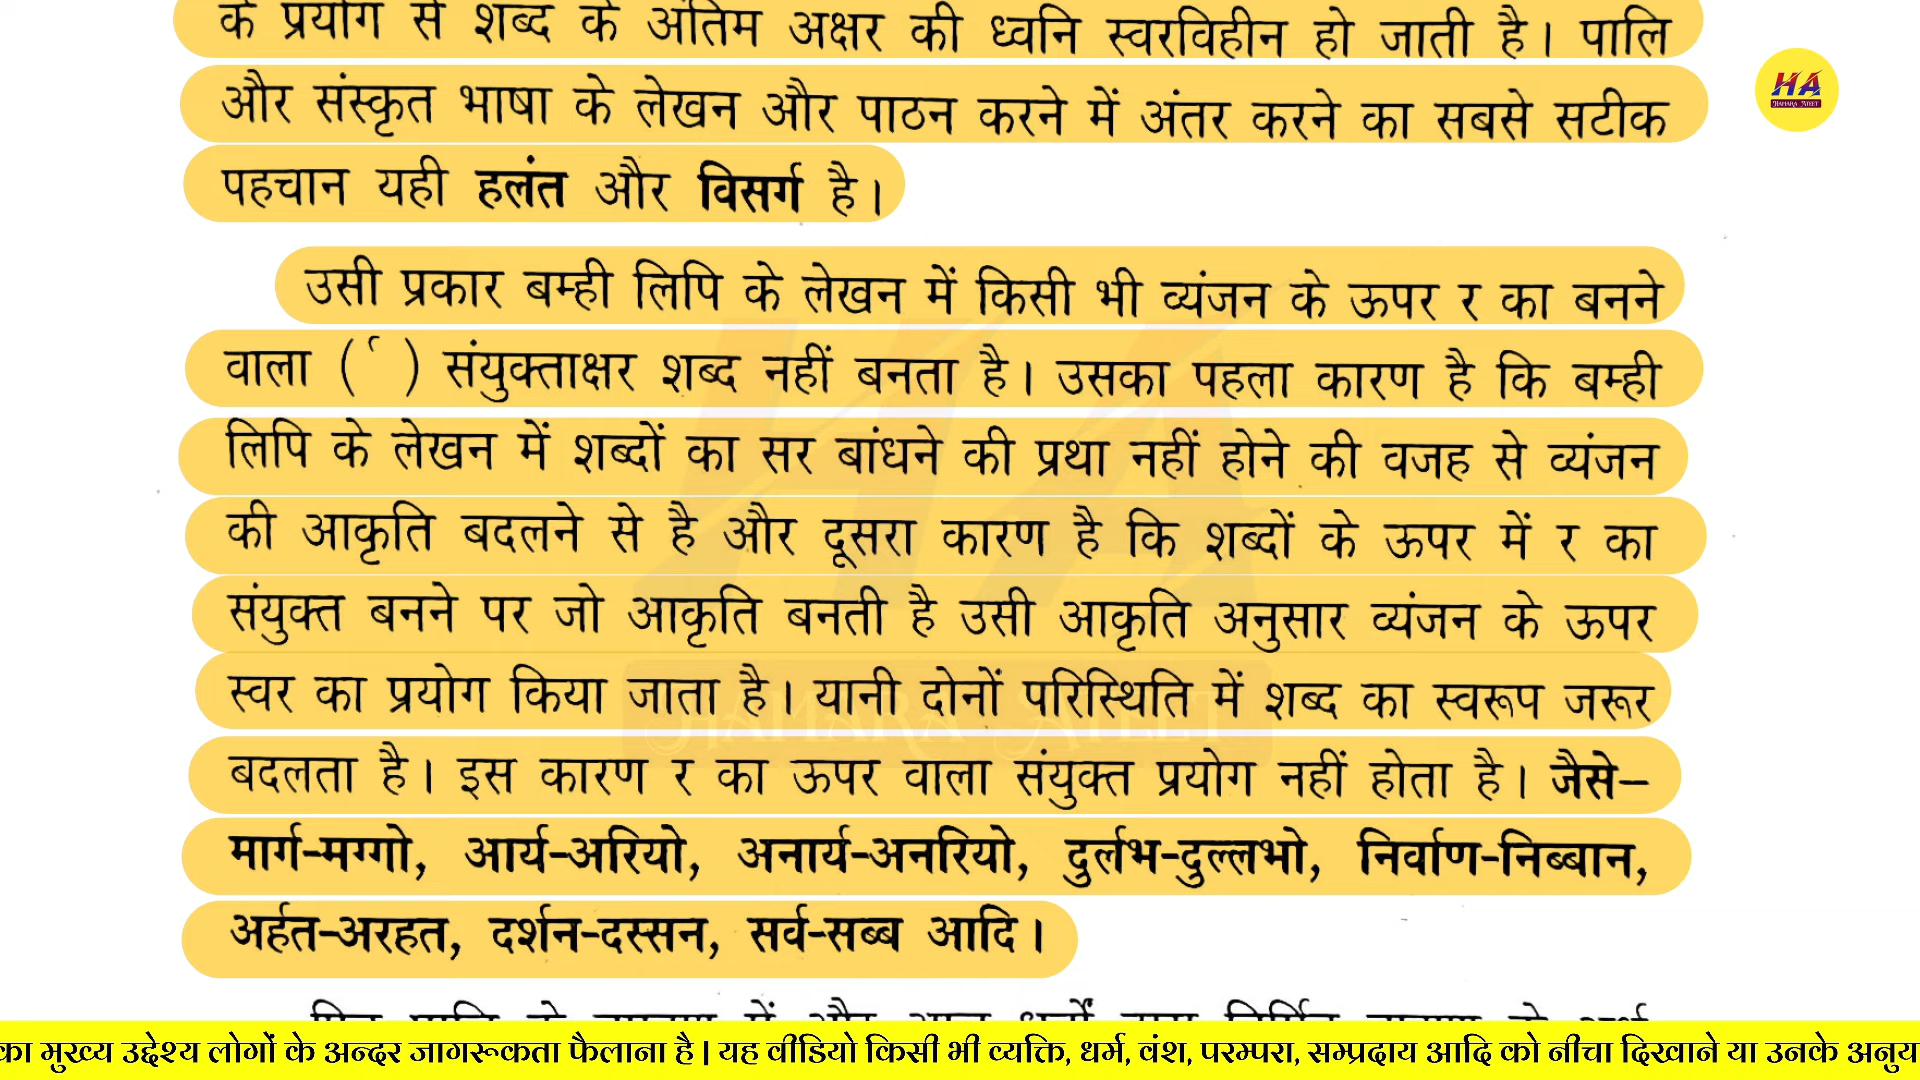 के प्रयोग से शब्द के अंतिम अक्षर की ध्वनि स्वरविहीन हो जाती है। पालि
और संस्कृत भाषा के लेखन और पाठन करने में अंतर करने का सबसे सटीक
पहचान यही हलंत और विसर्ग है।
HA
HAMARA ATEET
उसी प्रकार बम्ही लिपि के लेखन में किसी भी व्यंजन के ऊपर र का बनने
वाला ( र्‍ ) संयुक्ताक्षर शब्द नहीं बनता है। उसका पहला कारण है कि बम्ही
लिपि के लेखन में शब्दों का सर बांधने की प्रथा नहीं होने की वजह से व्यंजन
की आकृति बदलने से है और दूसरा कारण है कि शब्दों के ऊपर में र का
संयुक्त बनने पर जो आकृति बनती है उसी आकृति अनुसार व्यंजन के ऊपर
स्वर का प्रयोग किया जाता है। यानी दोनों परिस्थिति में शब्द का स्वरूप जरूर
बदलता है। इस कारण र का ऊपर वाला संयुक्त प्रयोग नहीं होता है। जैसे–
मार्ग-मग्गो, आर्य-अरियो, अनार्य-अनरियो, दुर्लभ-दुल्लभो, निर्वाण-निब्बान,
अर्हत-अरहत, दर्शन-दस्सन, सर्व-सब्ब आदि।
का मुख्य उद्देश्य लोगों के अन्दर जागरूकता फैलाना है | यह वीडियो किसी भी व्यक्ति, धर्म, वंश, परम्परा, सम्प्रदाय आदि को नीचा दिखाने या उनके अनुय